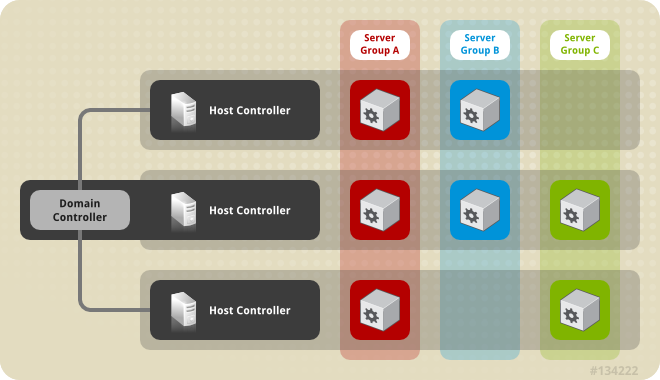 Server
Group A
Server
Group B
Server
Group C
Host Controller
Domain
Controller
Host Controller
Host Controller
#134222